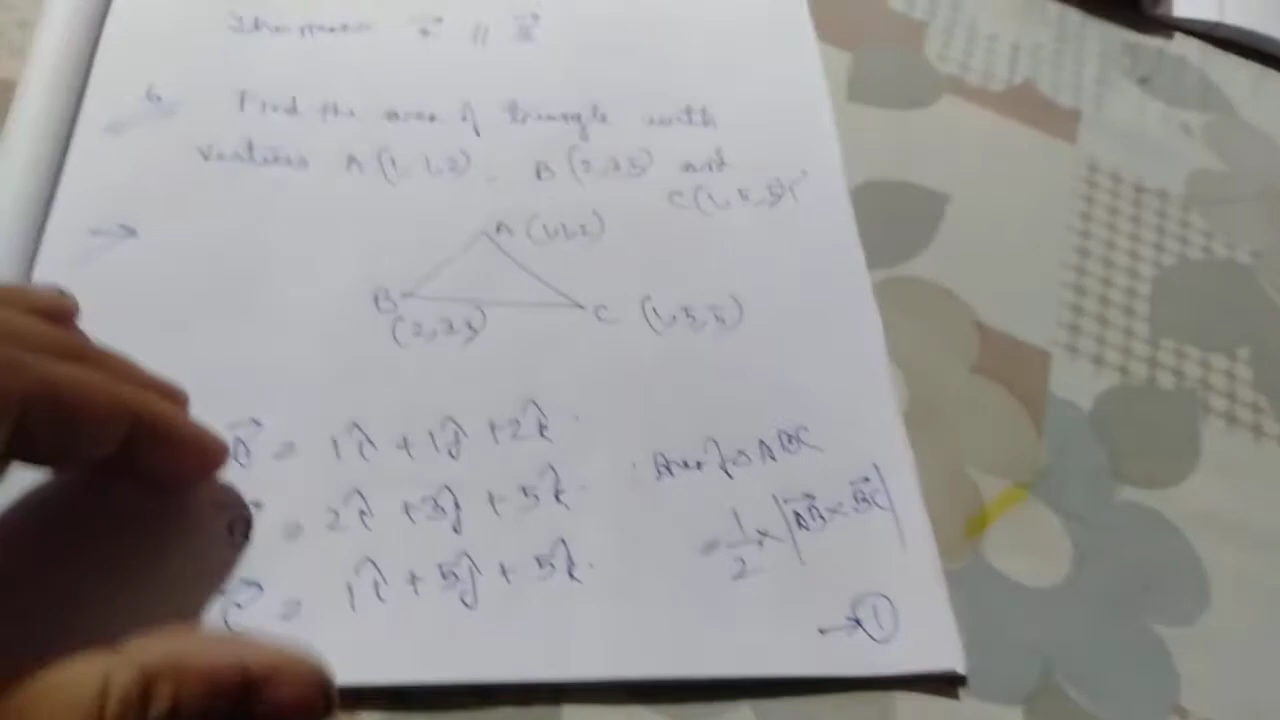 6. Find the area of triangle with
vertices A (1, 1, 2), B (2, 3, 5) and
C (1, 5, 5).
A (1, 1, 2)
B
(2, 3, 5)
C (1, 5, 5)
= 1î + 1ĵ + 2k̂.
= 2î + 3ĵ + 5k̂.
C⃗ = 1î + 5ĵ + 5k̂.
Area of △ ABC
= 1/2 × |AB⃗ × BC⃗|
→ ①